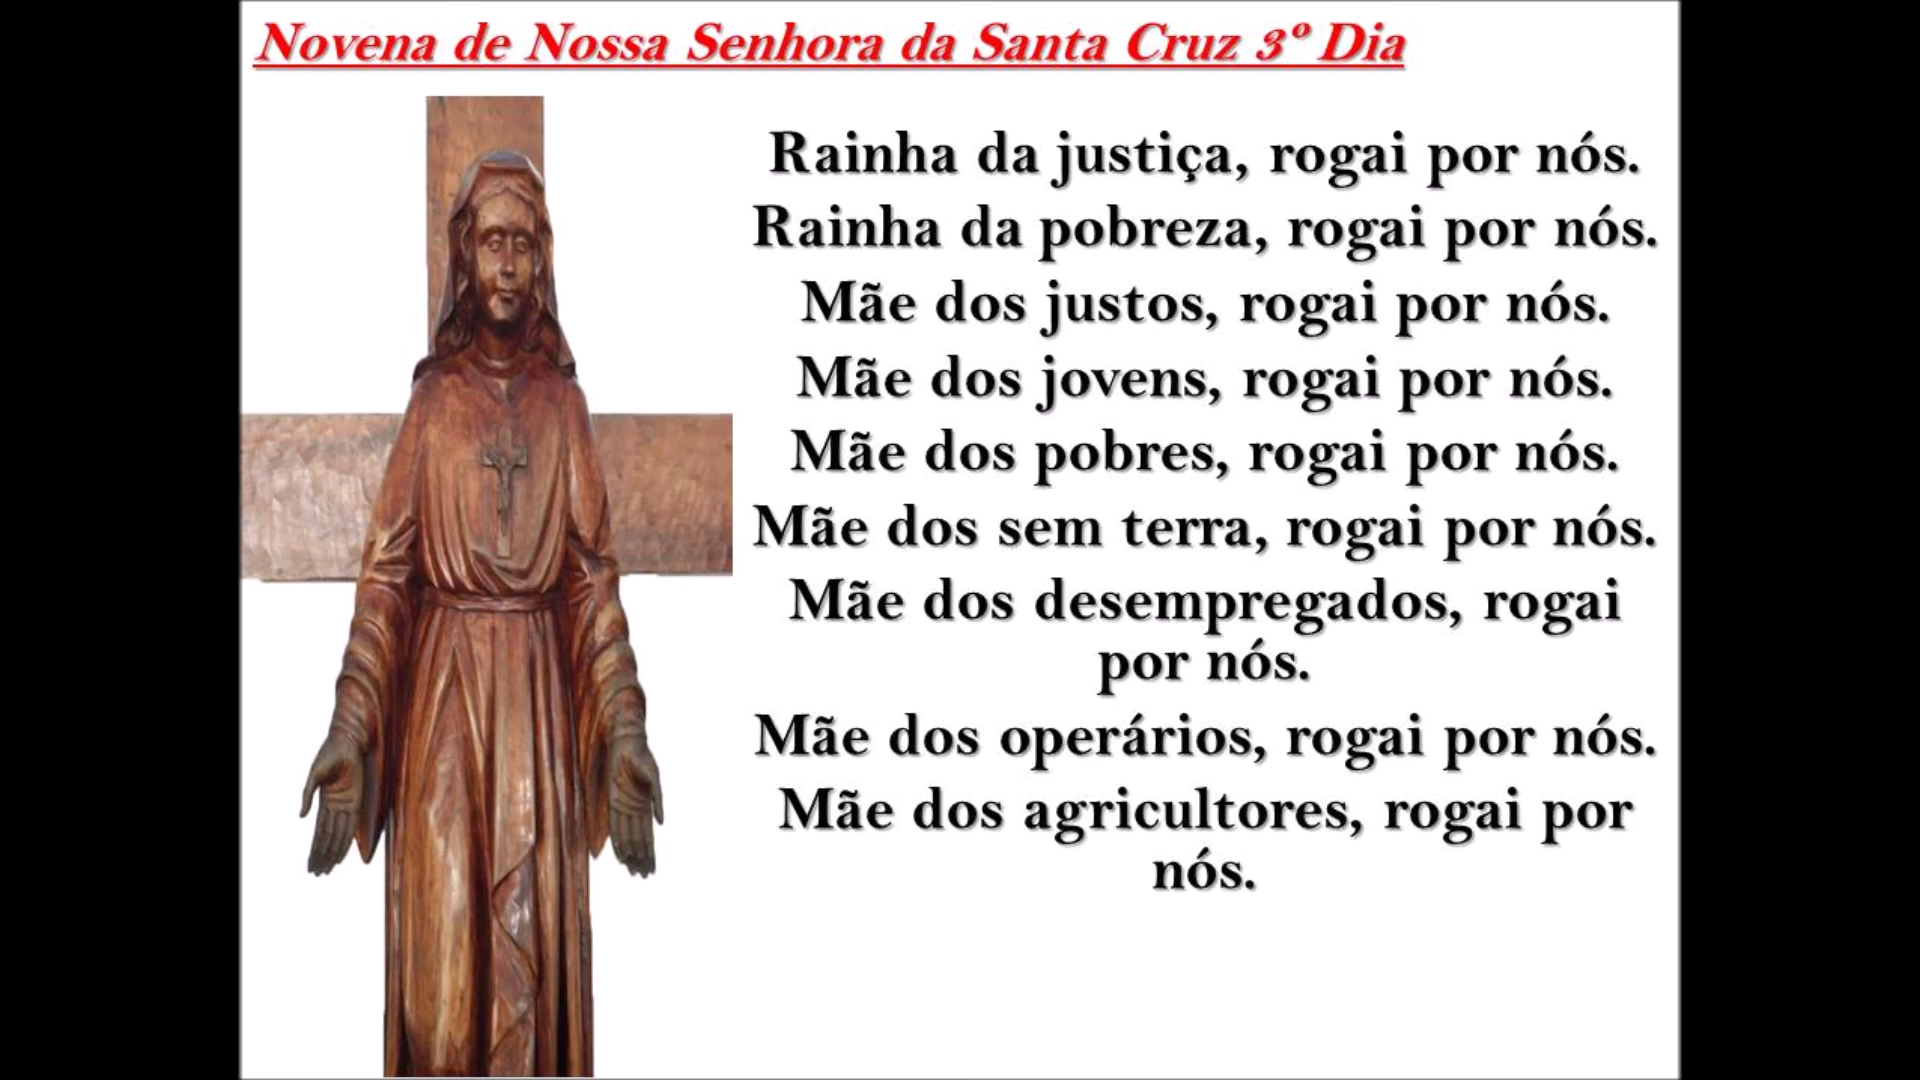 Novena de Nossa Senhora da Santa Cruz 3º Dia
Rainha da justiça, rogai por nós.
Rainha da pobreza, rogai por nós.
Mãe dos justos, rogai por nós.
Mãe dos jovens, rogai por nós.
Mãe dos pobres, rogai por nós.
Mãe dos sem terra, rogai por nós.
Mãe dos desempregados, rogai
por nós.
Mãe dos operários, rogai por nós.
Mãe dos agricultores, rogai por
nós.